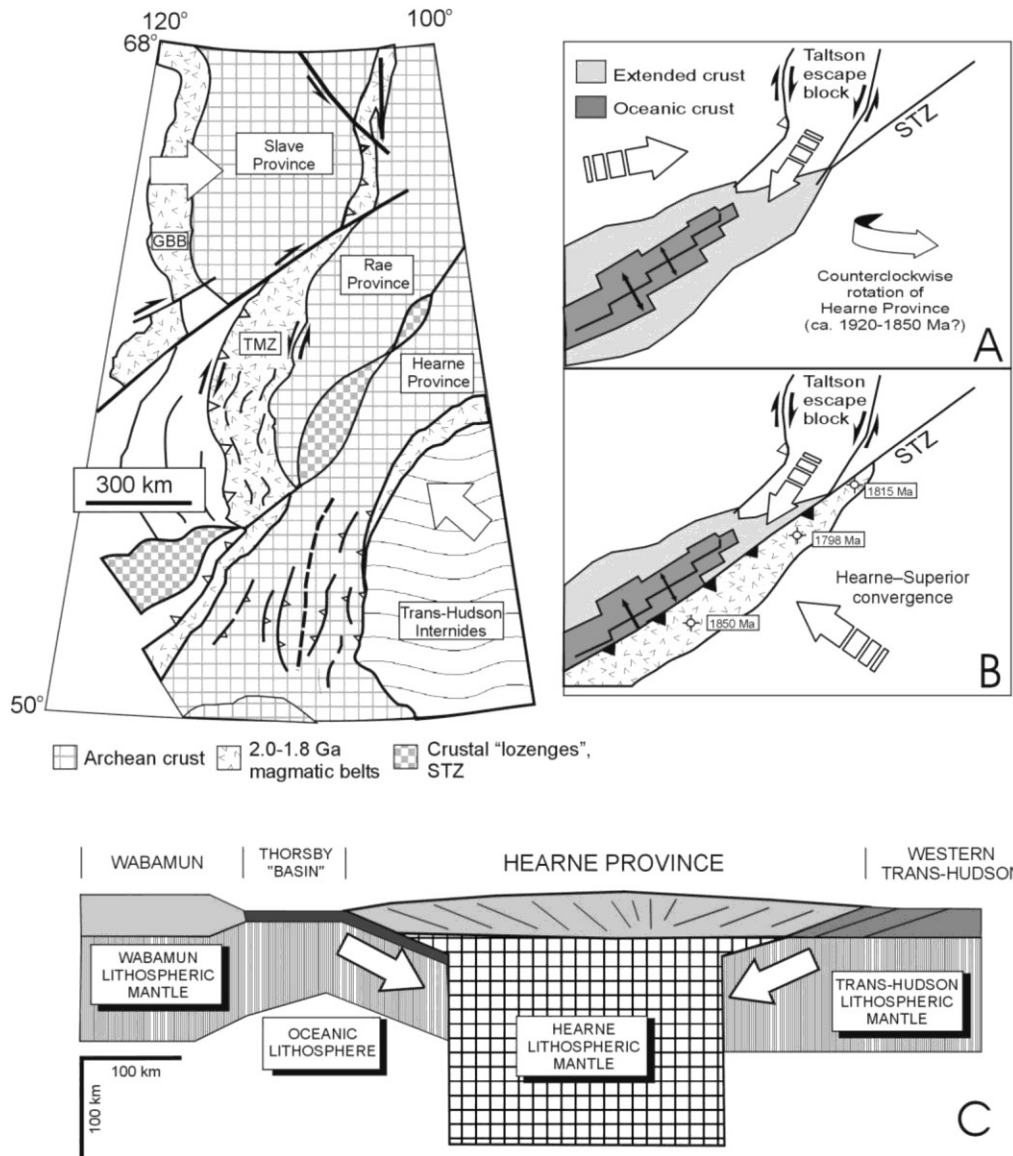 120°
100°
68°
Slave
Province
GBB
Rae
Province
TMZ
Hearne
Province
300 km
Trans-Hudson
Internides
50°
Archean crust
2.0-1.8 Ga
magmatic belts
Crustal "lozenges",
STZ
Extended crust
Oceanic crust
Taltson
escape
block
STZ
Counterclockwise
rotation of
Hearne Province
(ca. 1920-1850 Ma?)
A
Taltson
escape
block
STZ
1815 Ma
1798 Ma
Hearne–Superior
convergence
1850 Ma
B
WABAMUN
THORSBY
"BASIN"
HEARNE PROVINCE
WESTERN
TRANS-HUDSON
WABAMUN
LITHOSPHERIC
MANTLE
OCEANIC
LITHOSPHERE
HEARNE
LITHOSPHERIC
MANTLE
TRANS-HUDSON
LITHOSPHERIC
MANTLE
100 km
100 km
C